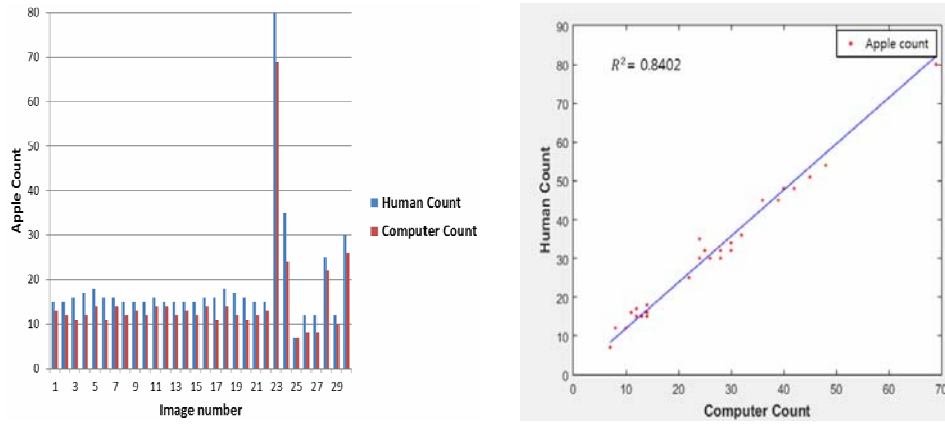 80
70
60
50
40
30
20
10
0
Apple Count
Human Count
Computer Count
1 3 5 7 9 11 13 15 17 19 21 23 25 27 29
Image number
90
80
70
60
50
40
30
20
10
0
Human Count
R² = 0.8402
Apple count
0 10 20 30 40 50 60 70
Computer Count